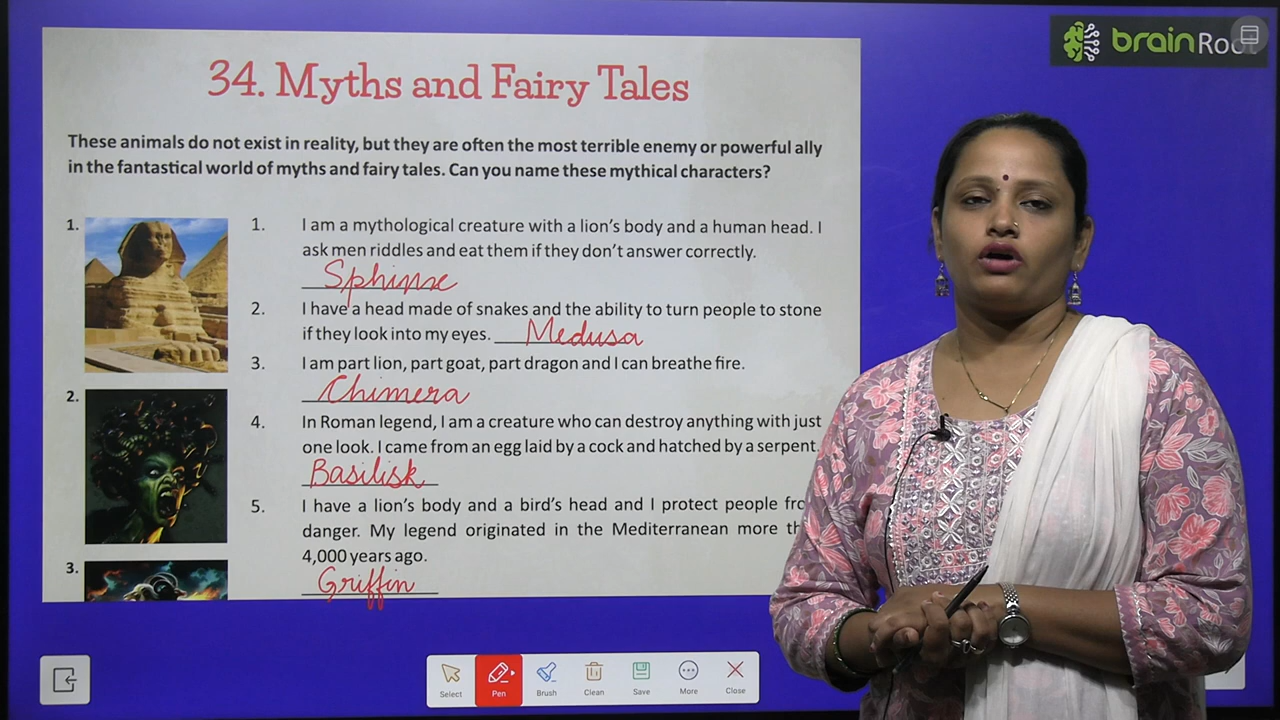 brainRoot
34. Myths and Fairy Tales
These animals do not exist in reality, but they are often the most terrible enemy or powerful ally
in the fantastical world of myths and fairy tales. Can you name these mythical characters?
1.
1. I am a mythological creature with a lion's body and a human head. I
ask men riddles and eat them if they don't answer correctly.
Sphinx
2. I have a head made of snakes and the ability to turn people to stone
if they look into my eyes. Medusa
3. I am part lion, part goat, part dragon and I can breathe fire.
Chimera
2.
4. In Roman legend, I am a creature who can destroy anything with just
one look. I came from an egg laid by a cock and hatched by a serpent.
Basilisk
5. I have a lion's body and a bird's head and I protect people
danger. My legend originated in the Mediterranean more
4,000 years ago.
3.
Griffin
Select Pen Brush Clean Save More Close